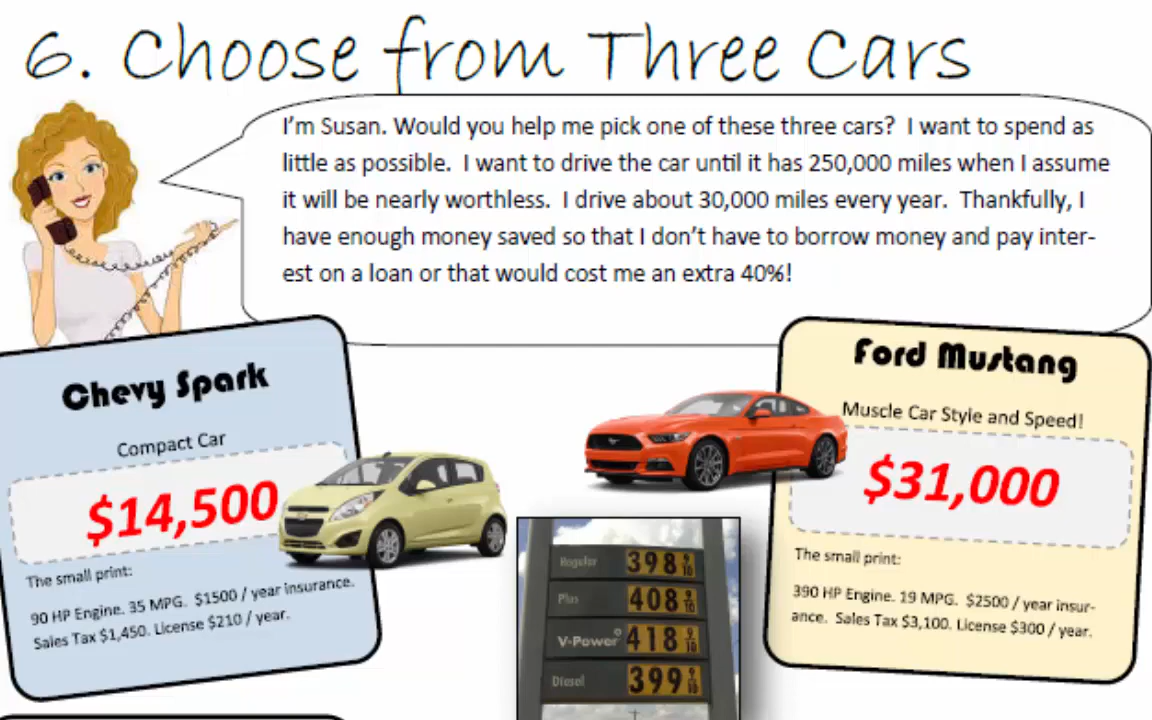 6. Choose from Three Cars
I'm Susan. Would you help me pick one of these three cars?  I want to spend as
little as possible.  I want to drive the car until it has 250,000 miles when I assume
it will be nearly worthless.  I drive about 30,000 miles every year.  Thankfully, I
have enough money saved so that I don't have to borrow money and pay inter-
est on a loan or that would cost me an extra 40%!
Chevy Spark
Compact Car
$14,500
The small print:
90 HP Engine. 35 MPG.  $1500 / year insurance.
Sales Tax $1,450. License $210 / year.
Regular 398 9/10
Plus 408 9/10
V-Power 418 9/10
Diesel 399 9/10
Ford Mustang
Muscle Car Style and Speed!
$31,000
The small print:
390 HP Engine. 19 MPG.  $2500 / year insur-
ance.  Sales Tax $3,100. License $300 / year.